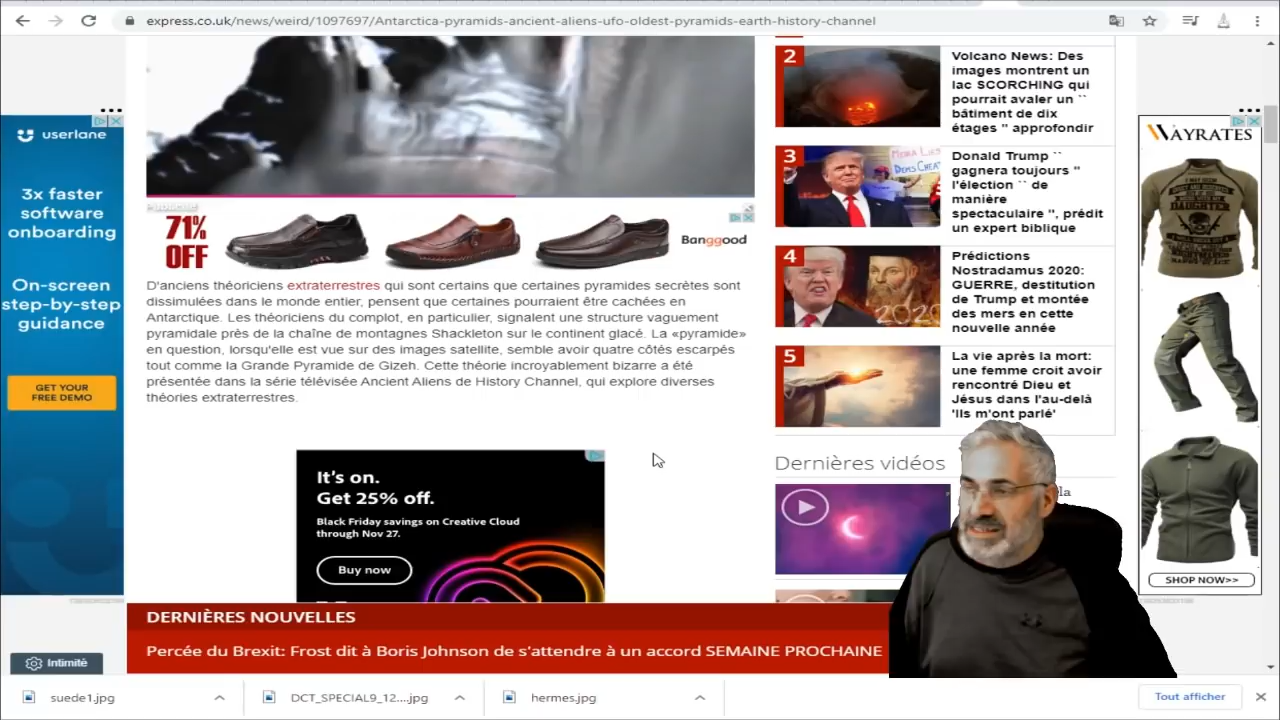 express.co.uk/news/weird/1097697/Antarctica-pyramids-ancient-aliens-ufo-oldest-pyramids-earth-history-channel
userlane
3x faster
software
onboarding
On-screen
step-by-step
guidance
GET YOUR
FREE DEMO
Publicité
71%
OFF
Banggood
D'anciens théoriciens extraterrestres qui sont certains que certaines pyramides secrètes sont
dissimulées dans le monde entier, pensent que certaines pourraient être cachées en
Antarctique. Les théoriciens du complot, en particulier, signalent une structure vaguement
pyramidale près de la chaîne de montagnes Shackleton sur le continent glacé. La «pyramide»
en question, lorsqu'elle est vue sur des images satellite, semble avoir quatre côtés escarpés
tout comme la Grande Pyramide de Gizeh. Cette théorie incroyablement bizarre a été
présentée dans la série télévisée Ancient Aliens de History Channel, qui explore diverses
théories extraterrestres.
It's on.
Get 25% off.
Black Friday savings on Creative Cloud
through Nov 27.
Buy now
2
Volcano News: Des
images montrent un
lac SCORCHING qui
pourrait avaler un ``
bâtiment de dix
étages '' approfondir
3
Donald Trump ``
gagnera toujours ''
l'élection `` de
manière
spectaculaire '', prédit
un expert biblique
4
2020
Prédictions
Nostradamus 2020:
GUERRE, destitution
de Trump et montée
des mers en cette
nouvelle année
5
La vie après la mort:
une femme croit avoir
rencontré Dieu et
Jésus dans l'au-delà
'Ils m'ont parlé'
Dernières vidéos
la
WAYRATES
DAUGHTER
SHOP NOW>>
DERNIÈRES NOUVELLES
Percée du Brexit: Frost dit à Boris Johnson de s'attendre à un accord SEMAINE PROCHAINE
Intimité
suede1.jpg
DCT_SPECIAL9_12....jpg
hermes.jpg
Tout afficher